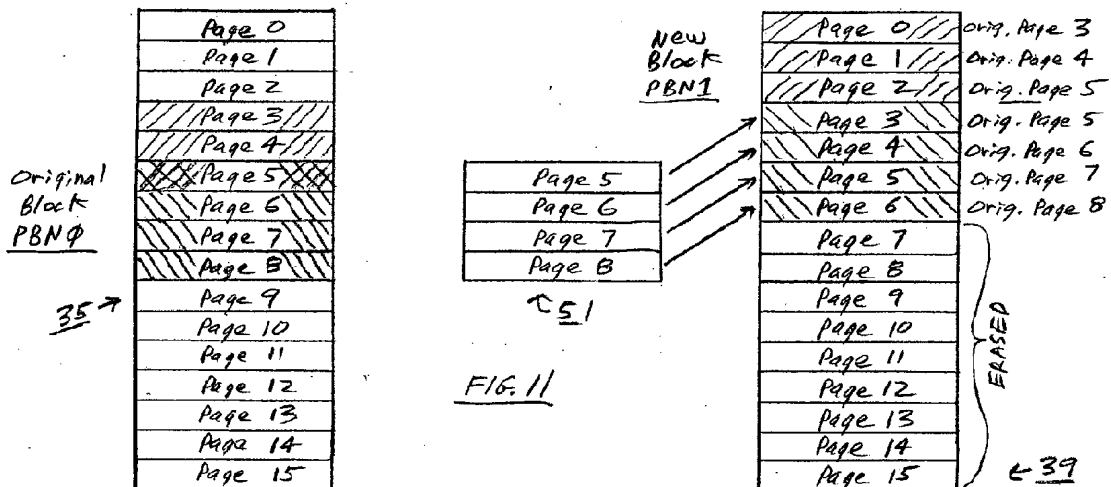 Original
Block
PBNØ
35
Page 0
Page 1
Page 2
Page 3
Page 4
Page 5
Page 6
Page 7
Page 8
Page 9
Page 10
Page 11
Page 12
Page 13
Page 14
Page 15
Page 5
Page 6
Page 7
Page 8
51
FIG. 11
New
Block
PBN1
Page 0 Orig. Page 3
Page 1 Orig. Page 4
Page 2 Orig. Page 5
Page 3 Orig. Page 5
Page 4 Orig. Page 6
Page 5 Orig. Page 7
Page 6 Orig. Page 8
Page 7
Page 8
Page 9
Page 10
Page 11
Page 12
Page 13
Page 14
Page 15
ERASED
39